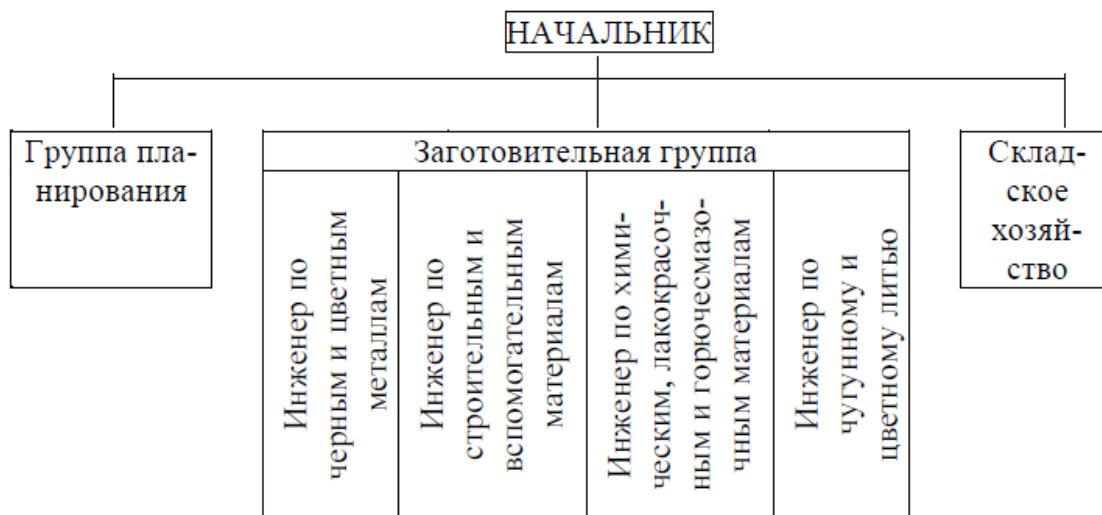 НАЧАЛЬНИК
Группа пла-
нирования
Заготовительная группа
Инженер по
черным и цветным
металлам
Инженер по
строительным и
вспомогательным
материалам
Инженер по хими-
ческим, лакокрасоч-
ным и горючесмазо-
чным материалам
Инженер по
чугунному и
цветному литью
Склад-
ское
хозяй-
ство